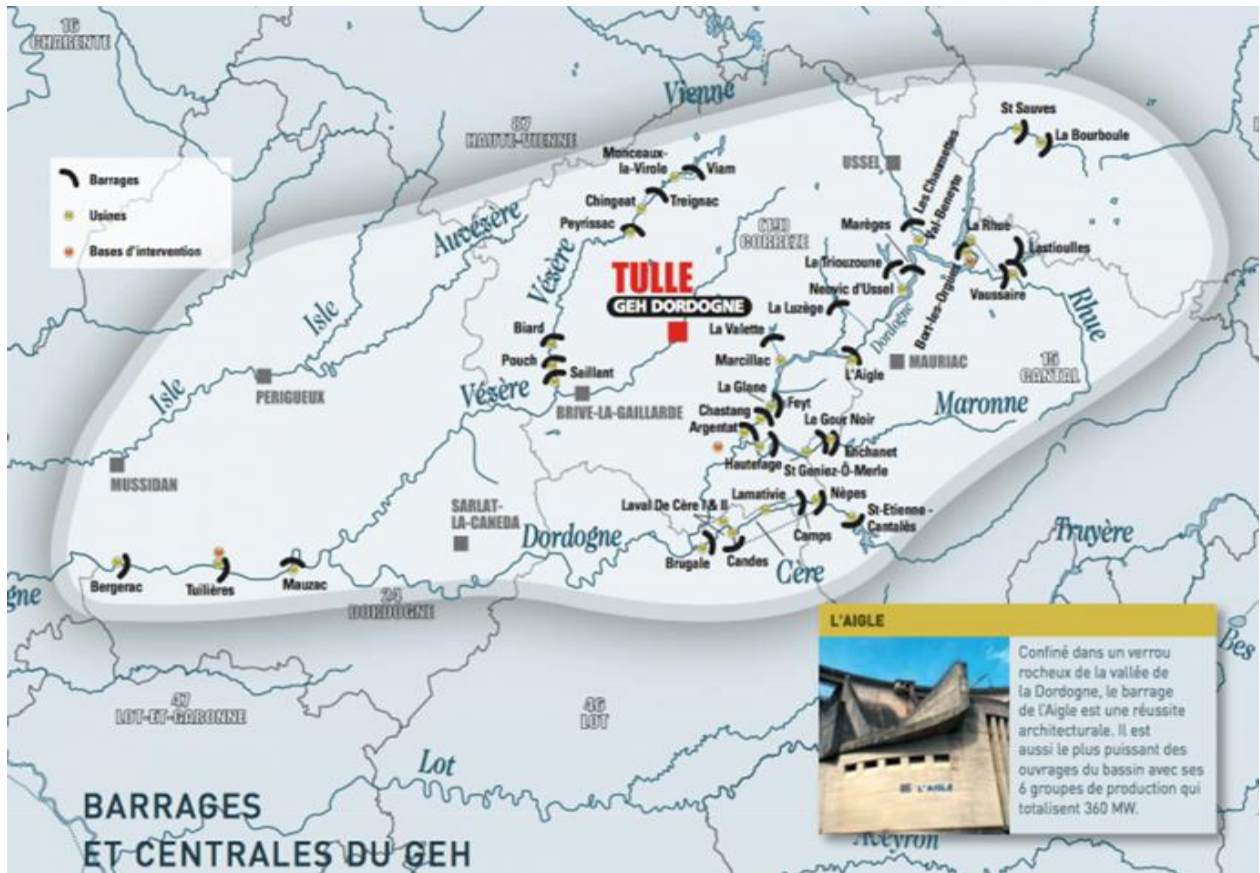 16
CHARENTE
87
HAUTE-VIENNE
Vienne
St Sauves
La Bourboule
Barrages
Usines
Bases d'intervention
Monceaux-
la-Virole
Viam
Chingeat
Treignac
Peyrissac
USSEL
Les Chaumettes
Val-Beneyte
Marèges
La Rhue
Lastioulles
Auvézère
(19)
CORREZE
La Triouzoune
Neuvic d'Ussel
Bort-les-Orgues
Vaussaire
Rhue
Vézère
TULLE
GEH DORDOGNE
La Luzège
Dordogne
Isle
Biard
Pouch
Saillant
La Valette
Marcillac
L'Aigle
MAURIAC
15
CANTAL
Isle
PERIGUEUX
Vézère
BRIVE-LA-GAILLARDE
La Glane
Feyt
Chastang
Argentat
Le Gour Noir
Maronne
Enchanet
Hautefage
St Geniez-Ô-Merle
MUSSIDAN
SARLAT-
LA-CANEDA
Laval De Cère I & II
Lamativie
Nèpes
St-Etienne -
Cantalès
Dordogne
Camps
Brugale
Candes
Cère
Truyère
Bergerac
Tuilières
Mauzac
gne
24
DORDOGNE
47
LOT-ET-GARONNE
46
LOT
Lot
Bes
Aveyron
L'AIGLE
Confiné dans un verrou
rocheux de la vallée de
la Dordogne, le barrage
de l'Aigle est une réussite
architecturale. Il est
aussi le plus puissant des
ouvrages du bassin avec ses
6 groupes de production qui
totalisent 360 MW.
L'AIGLE
BARRAGES
ET CENTRALES DU GEH